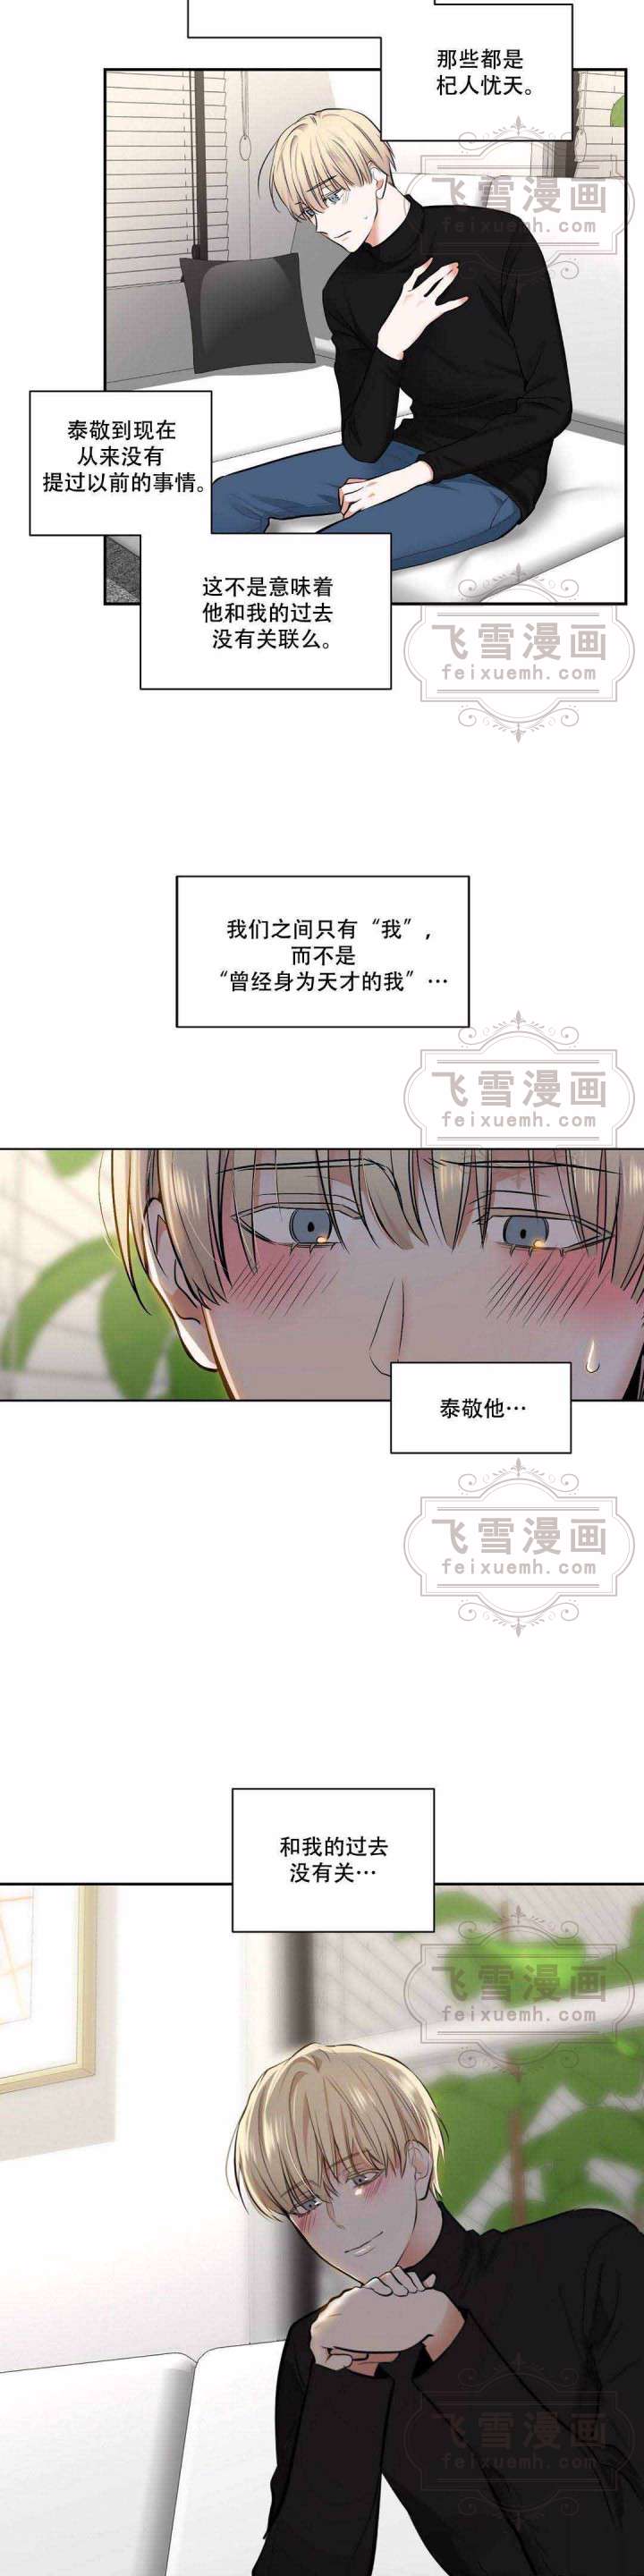 那些都是
杞人忧天。
飞雪漫画
feixuemh.com
泰敬到现在
从来没有
提过以前的事情。
这不是意味着
他和我的过去
没有关联么。
飞雪漫画
feixuemh.com
我们之间只有“我”，
而不是
“曾经身为天才的我”…
飞雪漫画
feixuemh.com
泰敬他…
飞雪漫画
feixuemh.com
和我的过去
没有关…
飞雪漫画
feixuemh.com
飞雪漫画
feixuemh.com